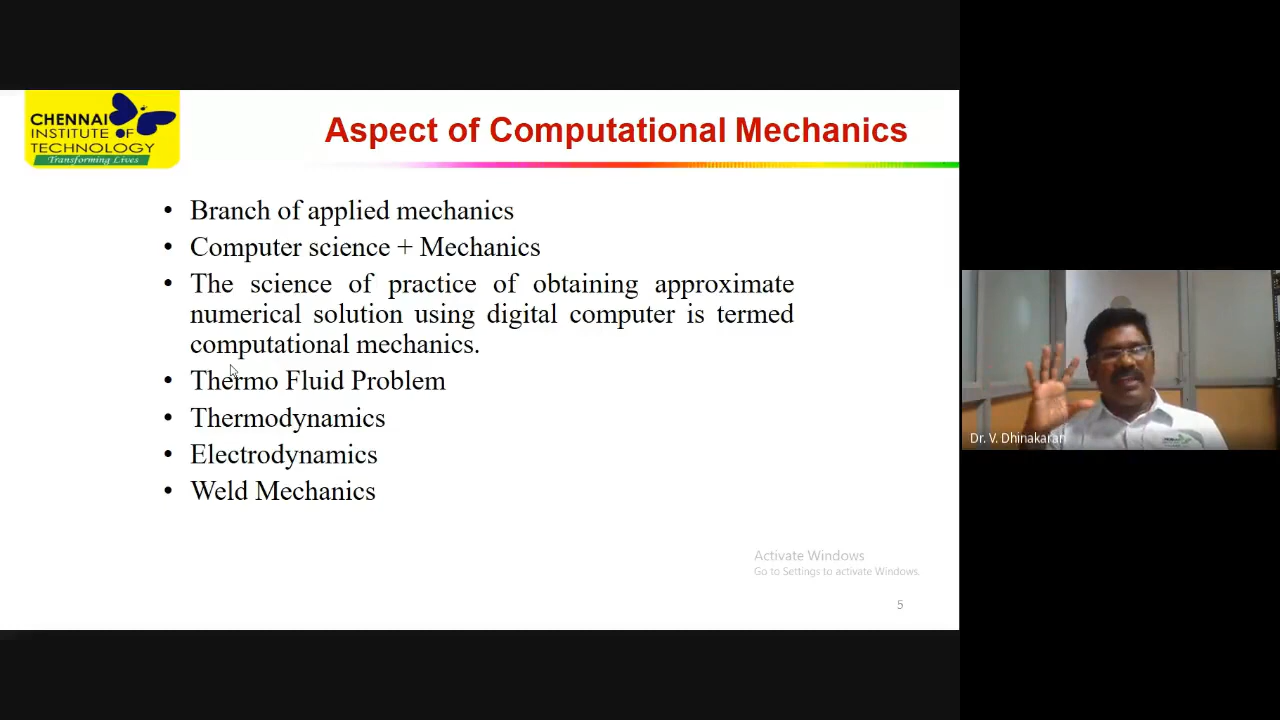 CHENNAI
INSTITUTE OF
TECHNOLOGY
Transforming Lives
Aspect of Computational Mechanics
• Branch of applied mechanics
• Computer science + Mechanics
• The science of practice of obtaining approximate
numerical solution using digital computer is termed
computational mechanics.
• Thermo Fluid Problem
• Thermodynamics
• Electrodynamics
• Weld Mechanics
Activate Windows
Go to Settings to activate Windows.
5
Dr. V. Dhinakaran